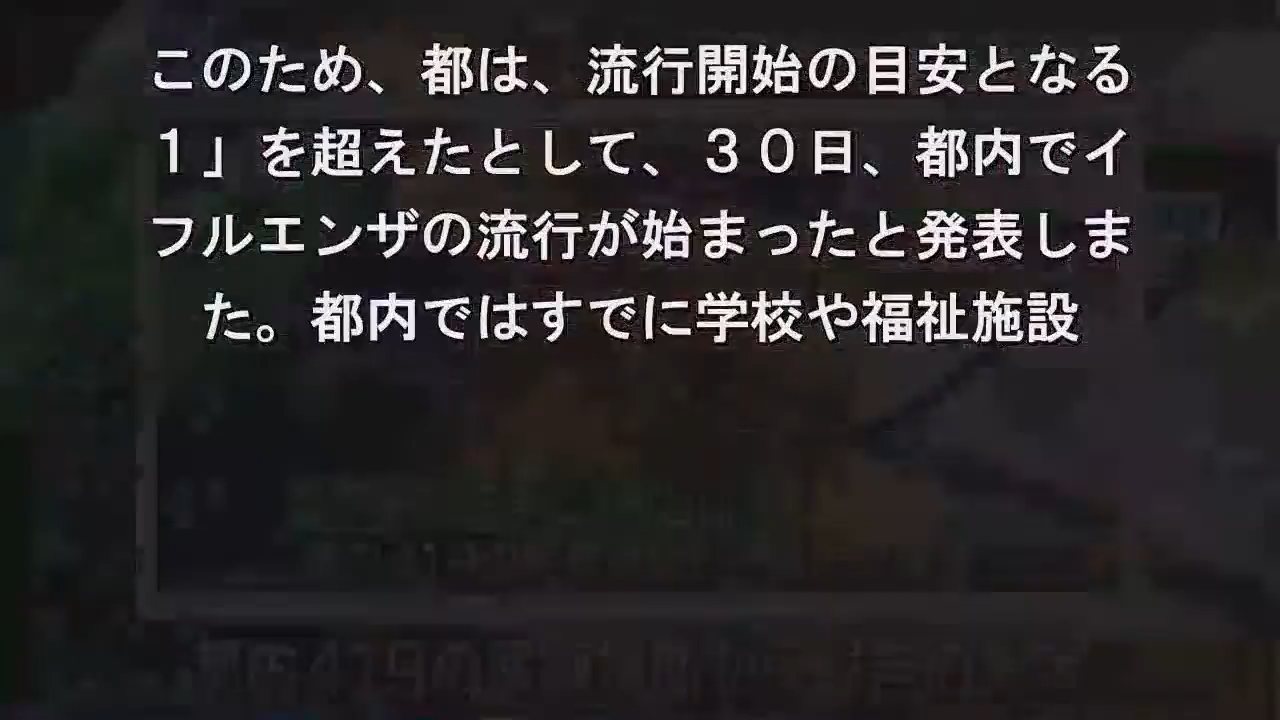 このため、都は、流行開始の目安となる
１」を超えたとして、３０日、都内でイ
フルエンザの流行が始まったと発表しま
た。都内ではすでに学校や福祉施設